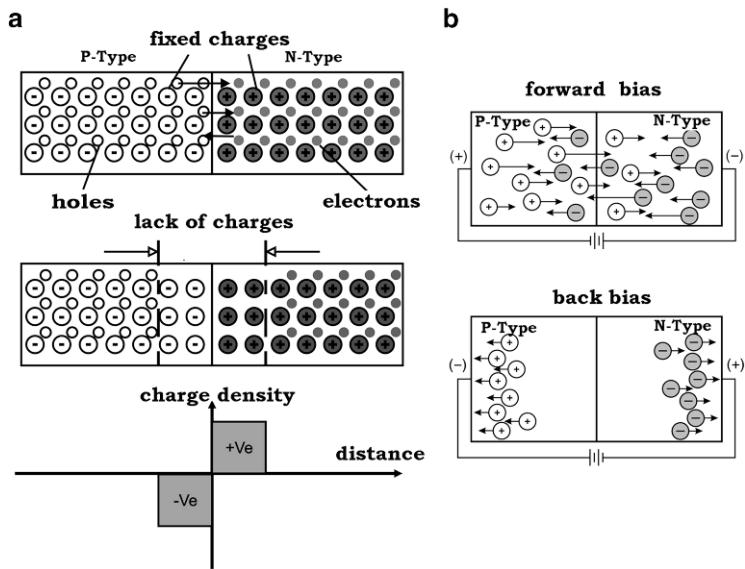 a
fixed charges
P-Type
N-Type
holes
electrons
lack of charges
charge density
+Ve
distance
-Ve
b
forward bias
P-Type
N-Type
(+)
(−)
back bias
P-Type
N-Type
(−)
(+)